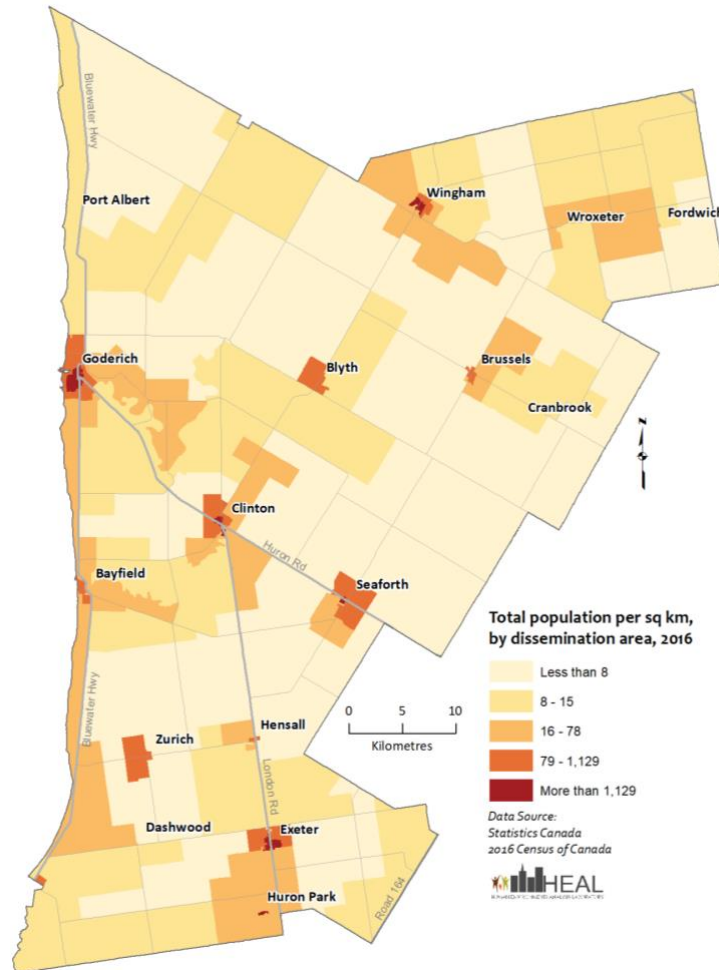 Bluewater Hwy
Port Albert
Wingham
Wroxeter
Fordwich
Goderich
Blyth
Brussels
Cranbrook
N
Clinton
Huron Rd
Bayfield
Seaforth
Total population per sq km,
by dissemination area, 2016
Less than 8
8 - 15
16 - 78
79 - 1,129
More than 1,129
0 5 10
Kilometres
Bluewater Hwy
Zurich
Hensall
London Rd
Dashwood
Exeter
Huron Park
Road 164
Data Source:
Statistics Canada
2016 Census of Canada
HEAL